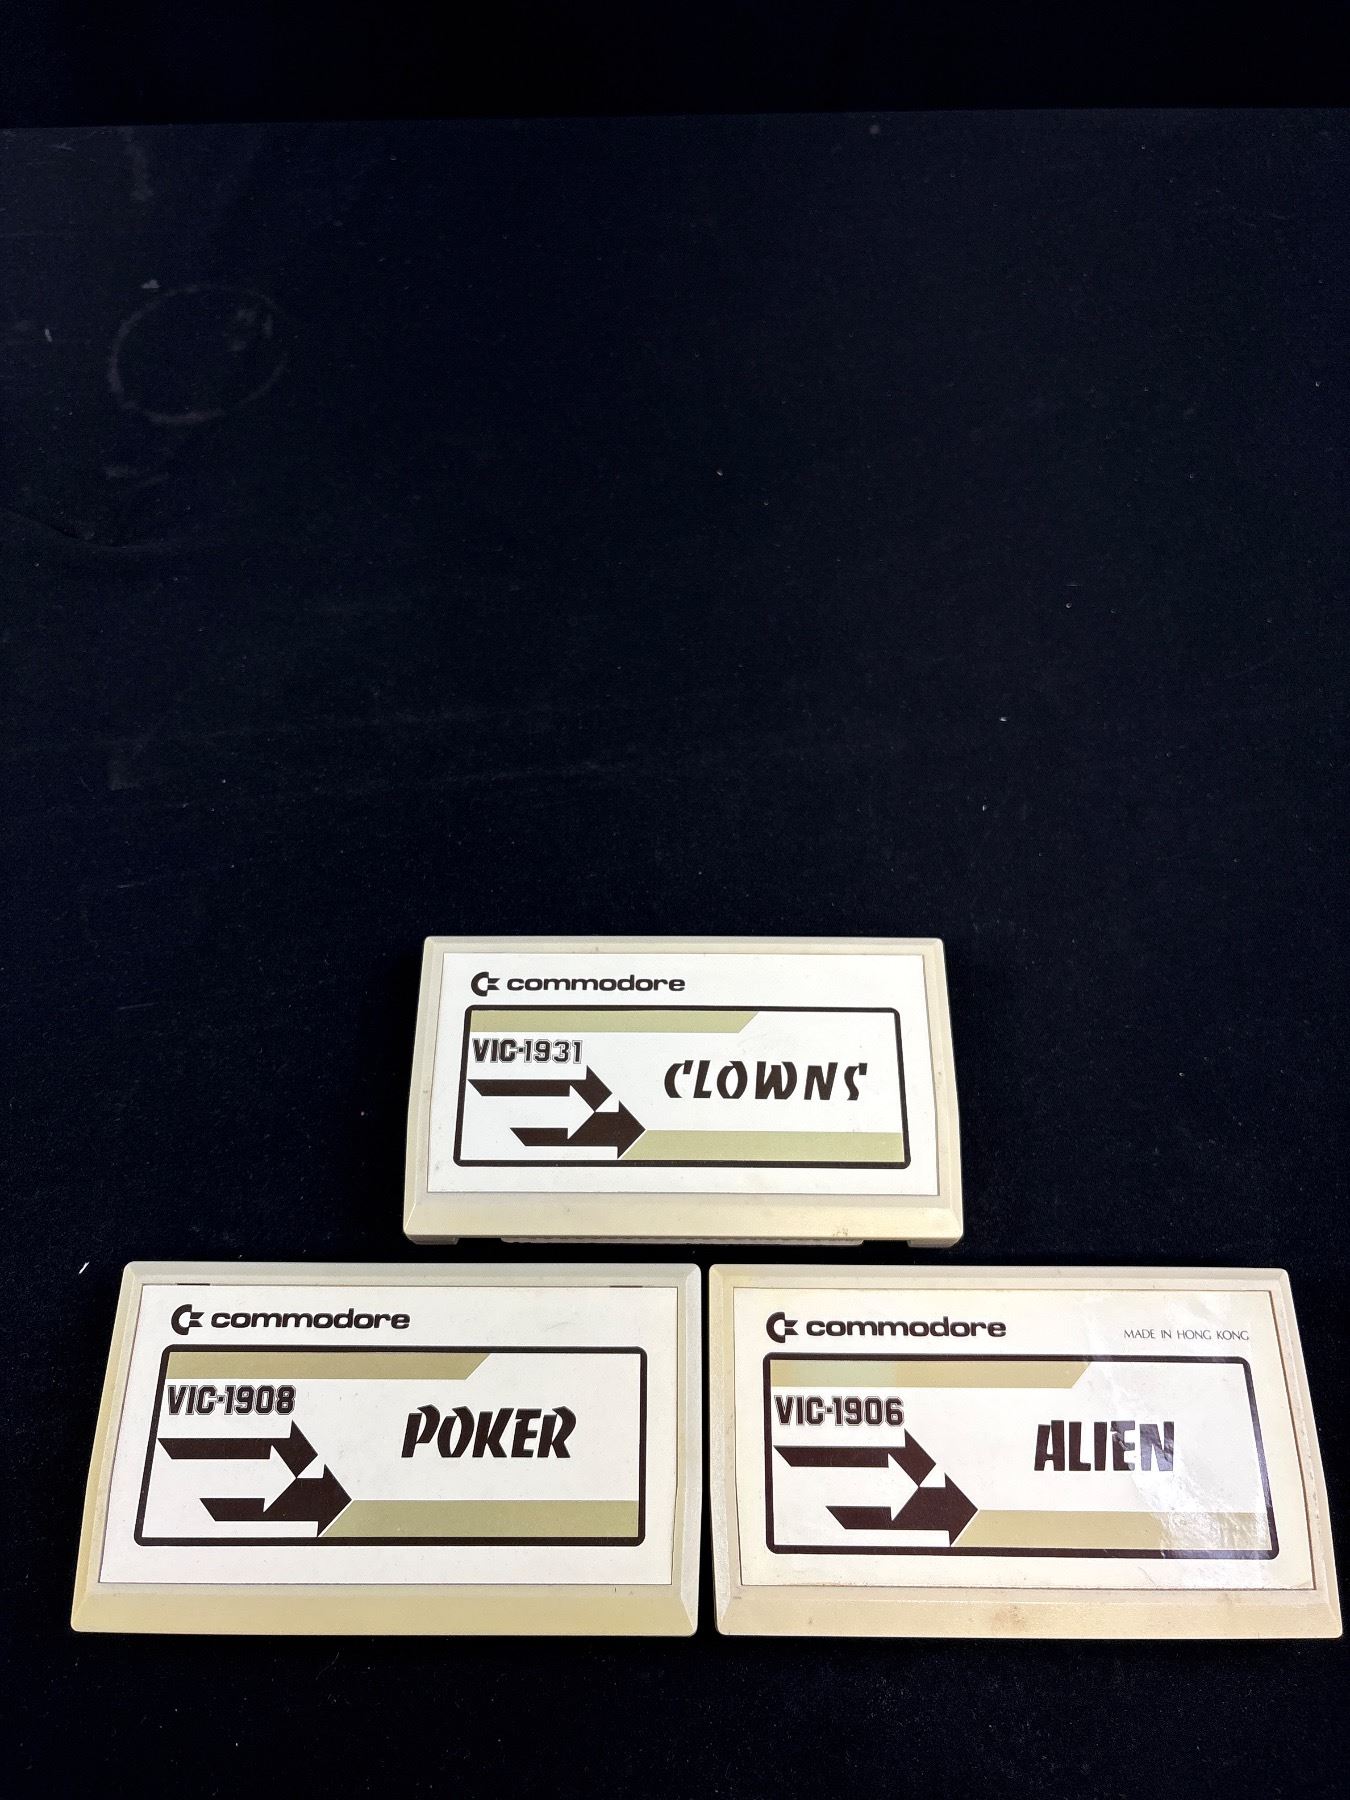 commodore
VIC-1931
CLOWNS
commodore
VIC-1908
POKER
commodore
MADE IN HONG KONG
VIC-1906
ALIEN